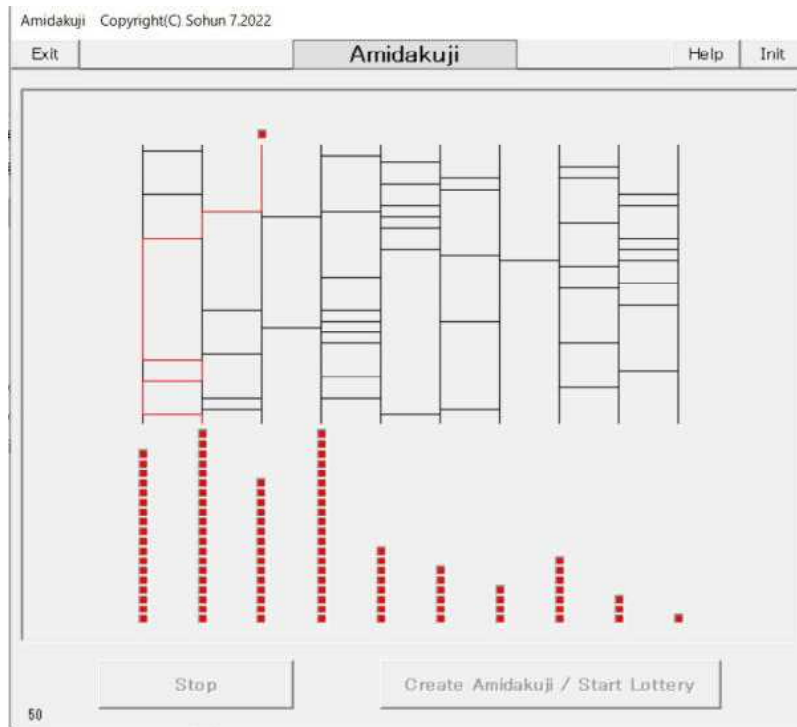 Amidakuji Copyright(C) Sohun 7.2022
Exit Amidakuji Help Init
Stop Create Amidakuji / Start Lottery
50